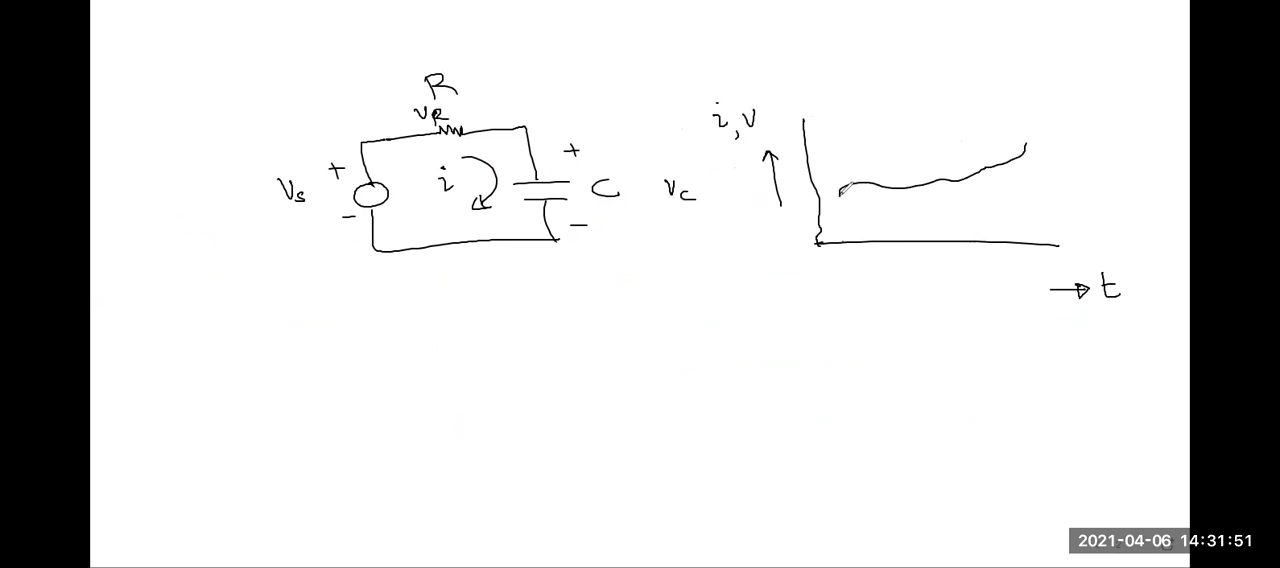 R
VR
i, v
+
+
i
Vs
C
Vc
-
-
t
2021-04-06 14:31:51